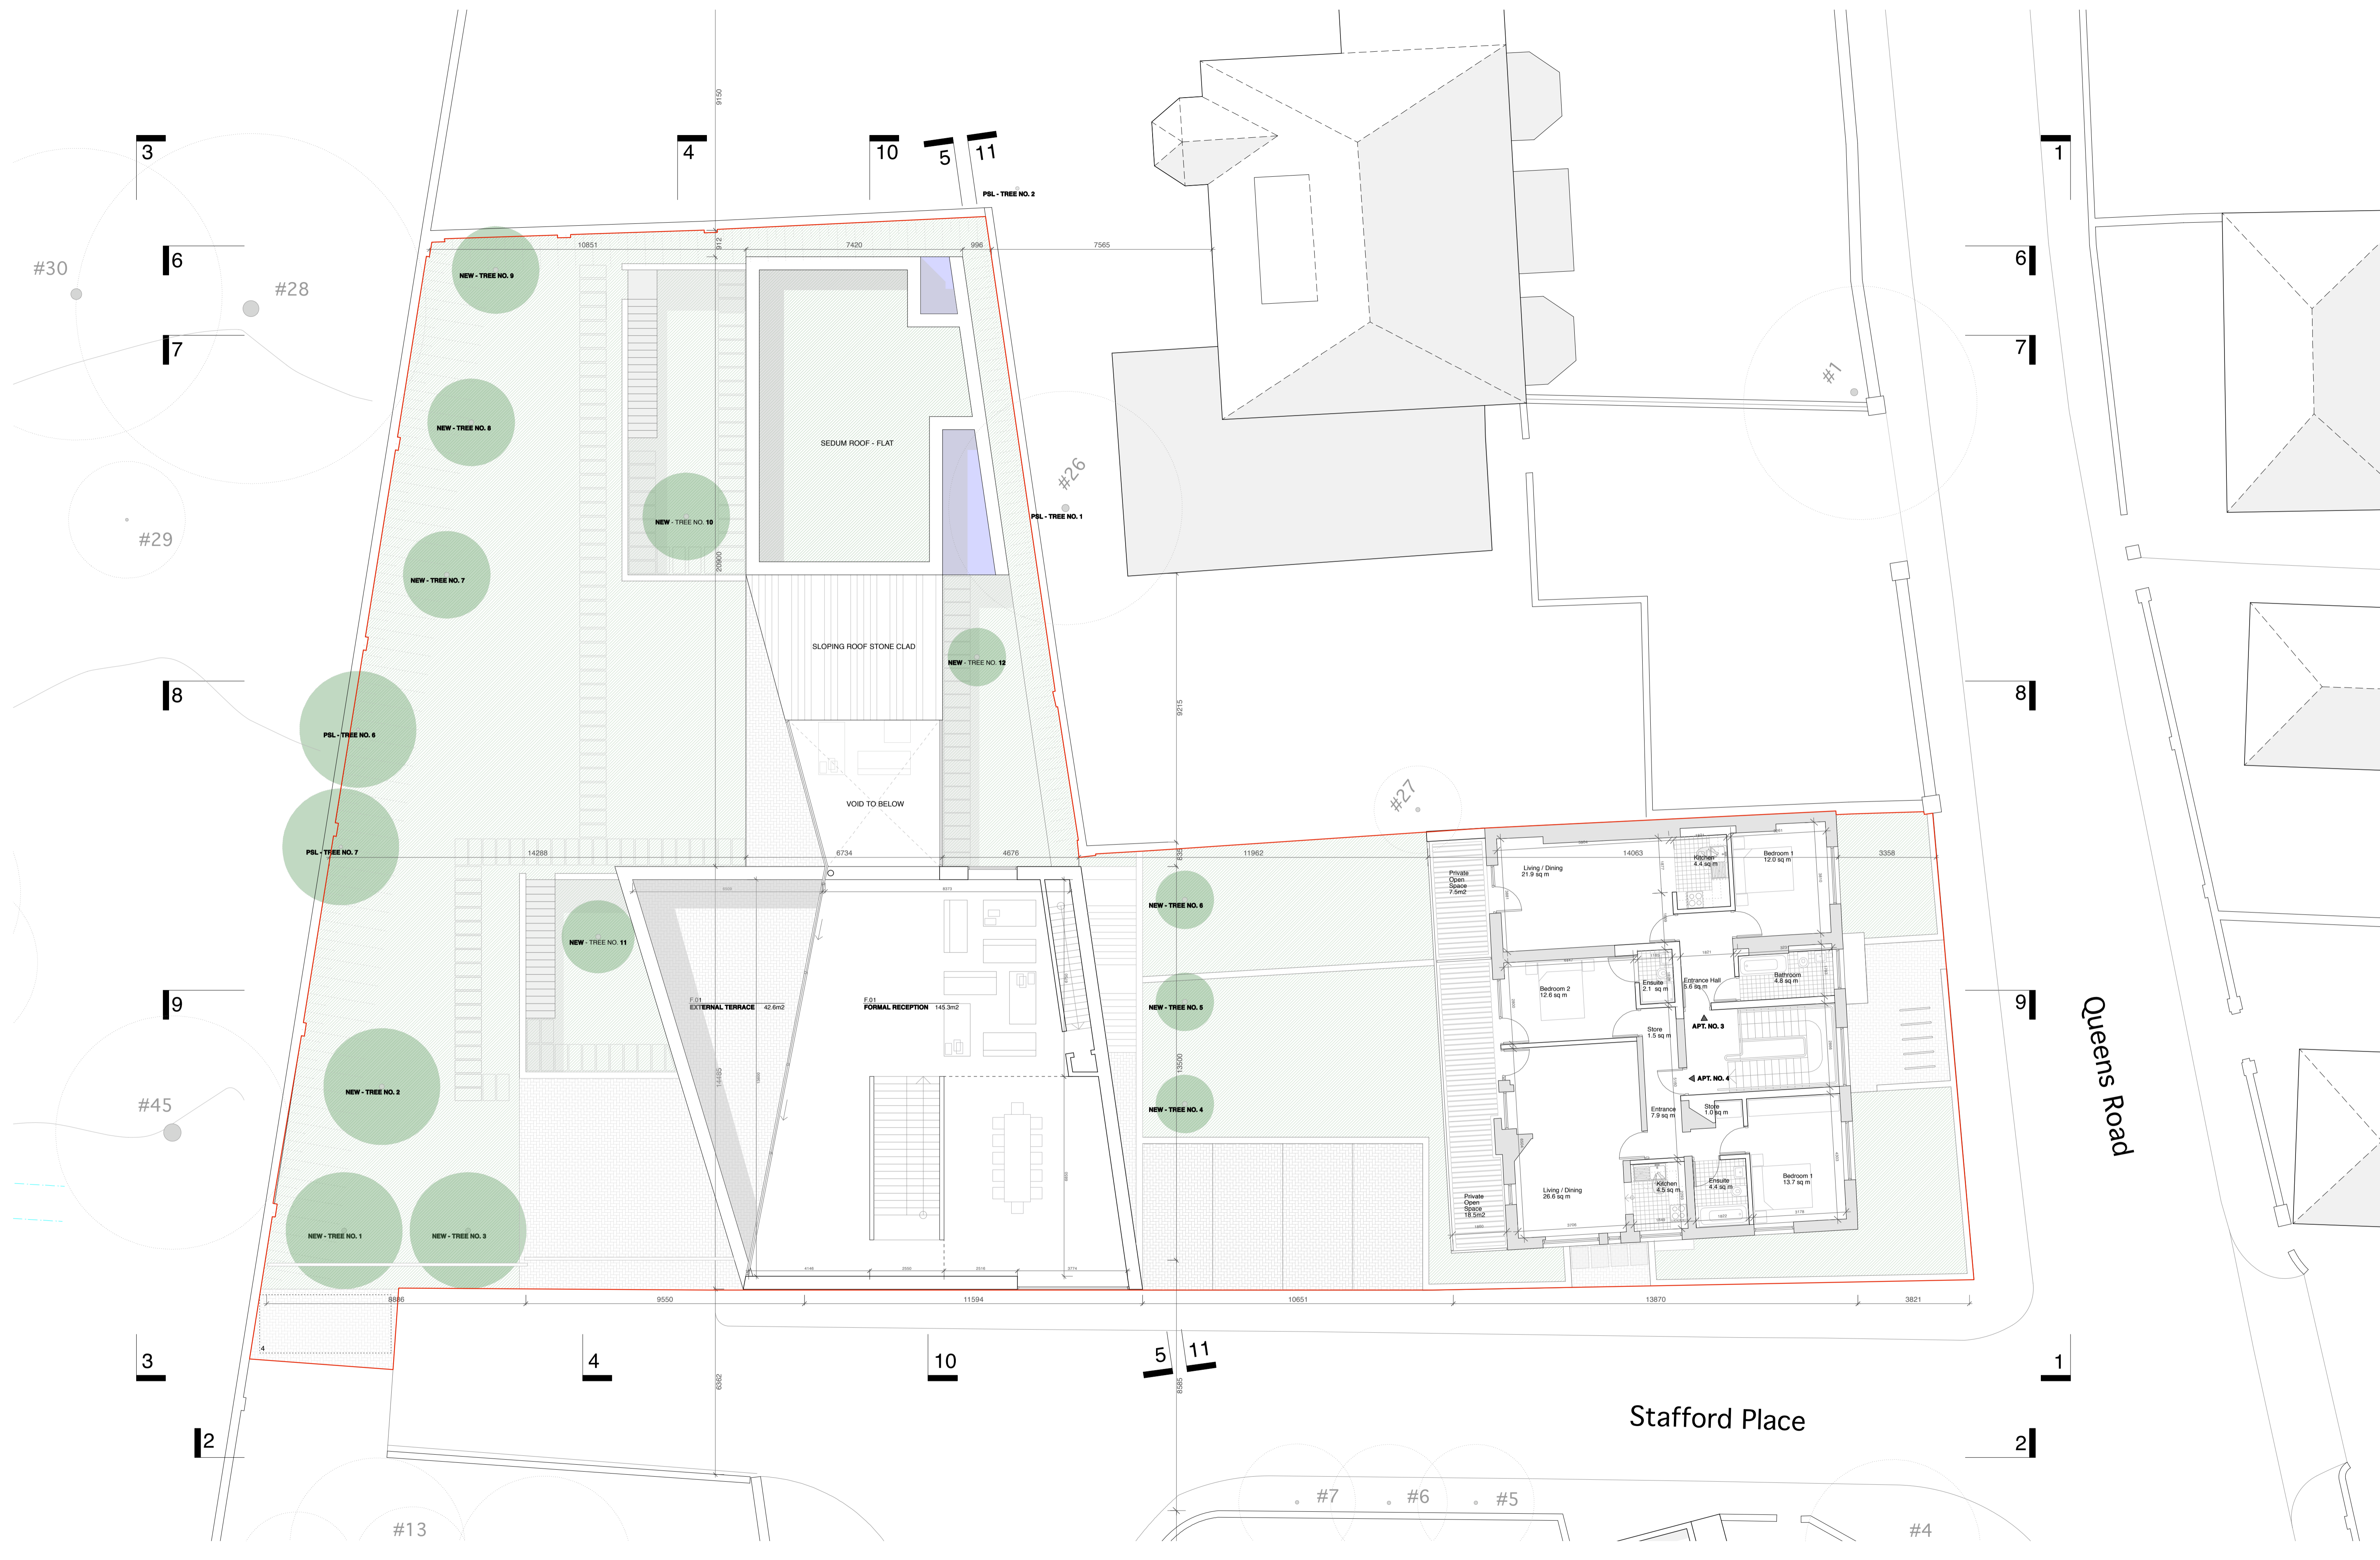 9150
3
4
10
5
11
1
PSL - TREE NO. 2
6
#30
#28
10851
912
7420
996
7565
6
NEW - TREE NO. 9
7
7
#1
NEW - TREE NO. 8
SEDUM ROOF - FLAT
#26
NEW - TREE NO. 10
PSL - TREE NO. 1
#29
20900
NEW - TREE NO. 7
SLOPING ROOF STONE CLAD
NEW - TREE NO. 12
8
8
9215
PSL - TREE NO. 6
#27
VOID TO BELOW
PSL - TREE NO. 7
14288
6734
4676
11962
14063
3358
Living / Dining
21.9 sq m
Kitchen
4.4 sq m
Bedroom 1
12.0 sq m
Private
Open
Space
7.5m2
NEW - TREE NO. 6
NEW - TREE NO. 11
Bedroom 2
12.6 sq m
Ensuite
2.1 sq m
Entrance Hall
5.6 sq m
Bathroom
4.8 sq m
9
9
F.01
EXTERNAL TERRACE 42.6m2
F.01
FORMAL RECEPTION 145.3m2
NEW - TREE NO. 5
Store
1.5 sq m
APT. NO. 3
APT. NO. 4
13500
14485
Queens Road
NEW - TREE NO. 2
#45
NEW - TREE NO. 4
Entrance
7.9 sq m
Store
1.0 sq m
Living / Dining
26.6 sq m
Kitchen
4.5 sq m
Ensuite
4.4 sq m
Bedroom 1
13.7 sq m
Private
Open
Space
18.5m2
NEW - TREE NO. 1
NEW - TREE NO. 3
8886
9550
11594
10651
13870
3821
4
3
4
10
5
11
1
6362
8585
Stafford Place
2
2
#7
#6
#5
#13
#4